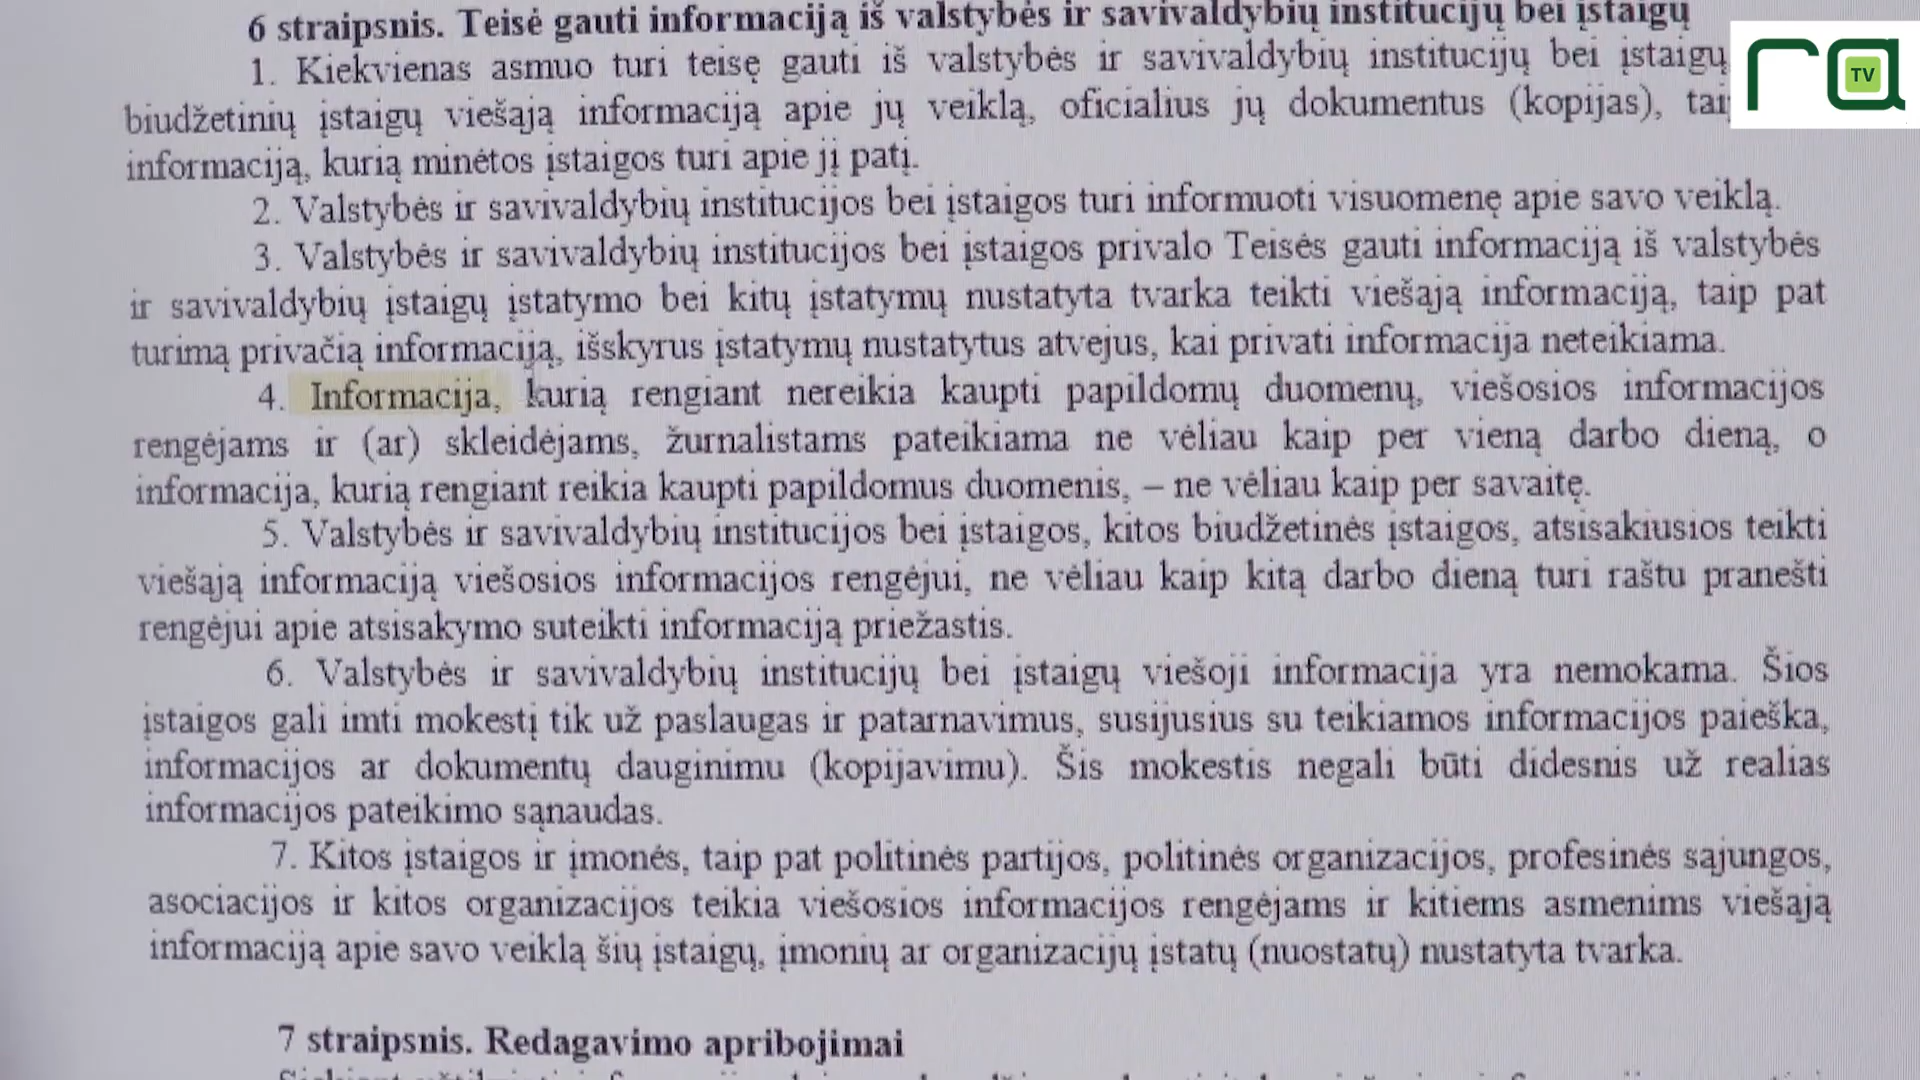 6 straipsnis. Teisė gauti informaciją iš valstybės ir savivaldybių institucijų bei įstaigų
1. Kiekvienas asmuo turi teisę gauti iš valstybės ir savivaldybių institucijų bei įstaigų
biudžetinių įstaigų viešąją informaciją apie jų veiklą, oficialius jų dokumentus (kopijas),
informaciją, kurią minėtos įstaigos turi apie jį patį.
2. Valstybės ir savivaldybių institucijos bei įstaigos turi informuoti visuomenę apie savo veiklą.
3. Valstybės ir savivaldybių institucijos bei įstaigos privalo Teisės gauti informaciją iš valstybės
ir savivaldybių įstaigų įstatymo bei kitų įstatymų nustatyta tvarka teikti viešąją informaciją, taip pat
turimą privačią informaciją, išskyrus įstatymų nustatytus atvejus, kai privati informacija neteikiama.
4. Informacija, kurią rengiant nereikia kaupti papildomų duomenų, viešosios informacijos
rengėjams ir (ar) skleidėjams, žurnalistams pateikiama ne vėliau kaip per vieną darbo dieną, o
informacija, kurią rengiant reikia kaupti papildomus duomenis, – ne vėliau kaip per savaitę.
5. Valstybės ir savivaldybių institucijos bei įstaigos, kitos biudžetinės įstaigos, atsisakiusios teikti
viešąją informaciją viešosios informacijos rengėjui, ne vėliau kaip kitą darbo dieną turi raštu pranešti
rengėjui apie atsisakymo suteikti informaciją priežastis.
6. Valstybės ir savivaldybių institucijų bei įstaigų viešoji informacija yra nemokama. Šios
įstaigos gali imti mokestį tik už paslaugas ir patarnavimus, susijusius su teikiamos informacijos paieška,
informacijos ar dokumentų dauginimu (kopijavimu). Šis mokestis negali būti didesnis už realias
informacijos pateikimo sąnaudas.
7. Kitos įstaigos ir įmonės, taip pat politinės partijos, politinės organizacijos, profesinės sąjungos,
asociacijos ir kitos organizacijos teikia viešosios informacijos rengėjams ir kitiems asmenims viešąją
informaciją apie savo veiklą šių įstaigų, įmonių ar organizacijų įstatų (nuostatų) nustatyta tvarka.
7 straipsnis. Redagavimo apribojimai
ra TV